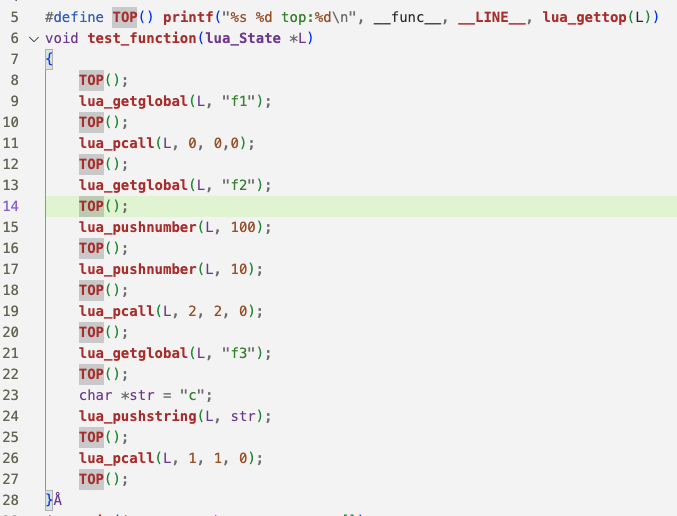 5 #define TOP() printf("%s %d top:%d\n", __func__, __LINE__, lua_gettop(L))
6 void test_function(lua_State *L)
7 {
8 TOP();
9 lua_getglobal(L, "f1");
10 TOP();
11 lua_pcall(L, 0, 0,0);
12 TOP();
13 lua_getglobal(L, "f2");
14 TOP();
15 lua_pushnumber(L, 100);
16 TOP();
17 lua_pushnumber(L, 10);
18 TOP();
19 lua_pcall(L, 2, 2, 0);
20 TOP();
21 lua_getglobal(L, "f3");
22 TOP();
23 char *str = "c";
24 lua_pushstring(L, str);
25 TOP();
26 lua_pcall(L, 1, 1, 0);
27 TOP();
28 }Å